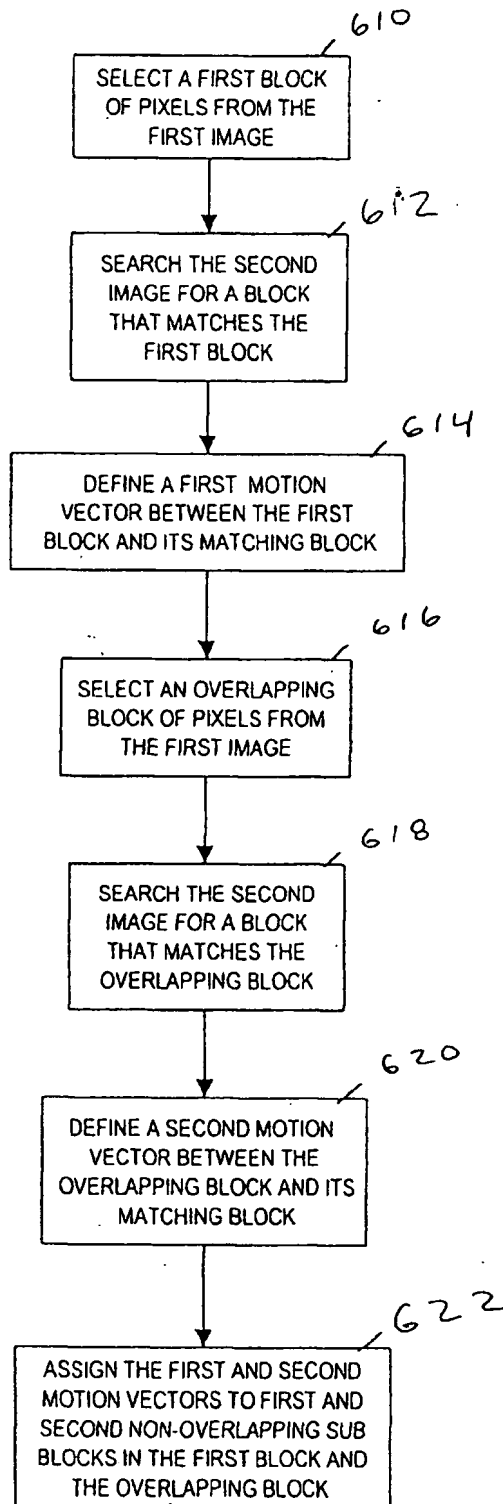 610
SELECT A FIRST BLOCK
OF PIXELS FROM THE
FIRST IMAGE
612
SEARCH THE SECOND
IMAGE FOR A BLOCK
THAT MATCHES THE
FIRST BLOCK
614
DEFINE A FIRST MOTION
VECTOR BETWEEN THE FIRST
BLOCK AND ITS MATCHING BLOCK
616
SELECT AN OVERLAPPING
BLOCK OF PIXELS FROM
THE FIRST IMAGE
618
SEARCH THE SECOND
IMAGE FOR A BLOCK
THAT MATCHES THE
OVERLAPPING BLOCK
620
DEFINE A SECOND MOTION
VECTOR BETWEEN THE
OVERLAPPING BLOCK AND ITS
MATCHING BLOCK
622
ASSIGN THE FIRST AND SECOND
MOTION VECTORS TO FIRST AND
SECOND NON-OVERLAPPING SUB
BLOCKS IN THE FIRST BLOCK AND
THE OVERLAPPING BLOCK